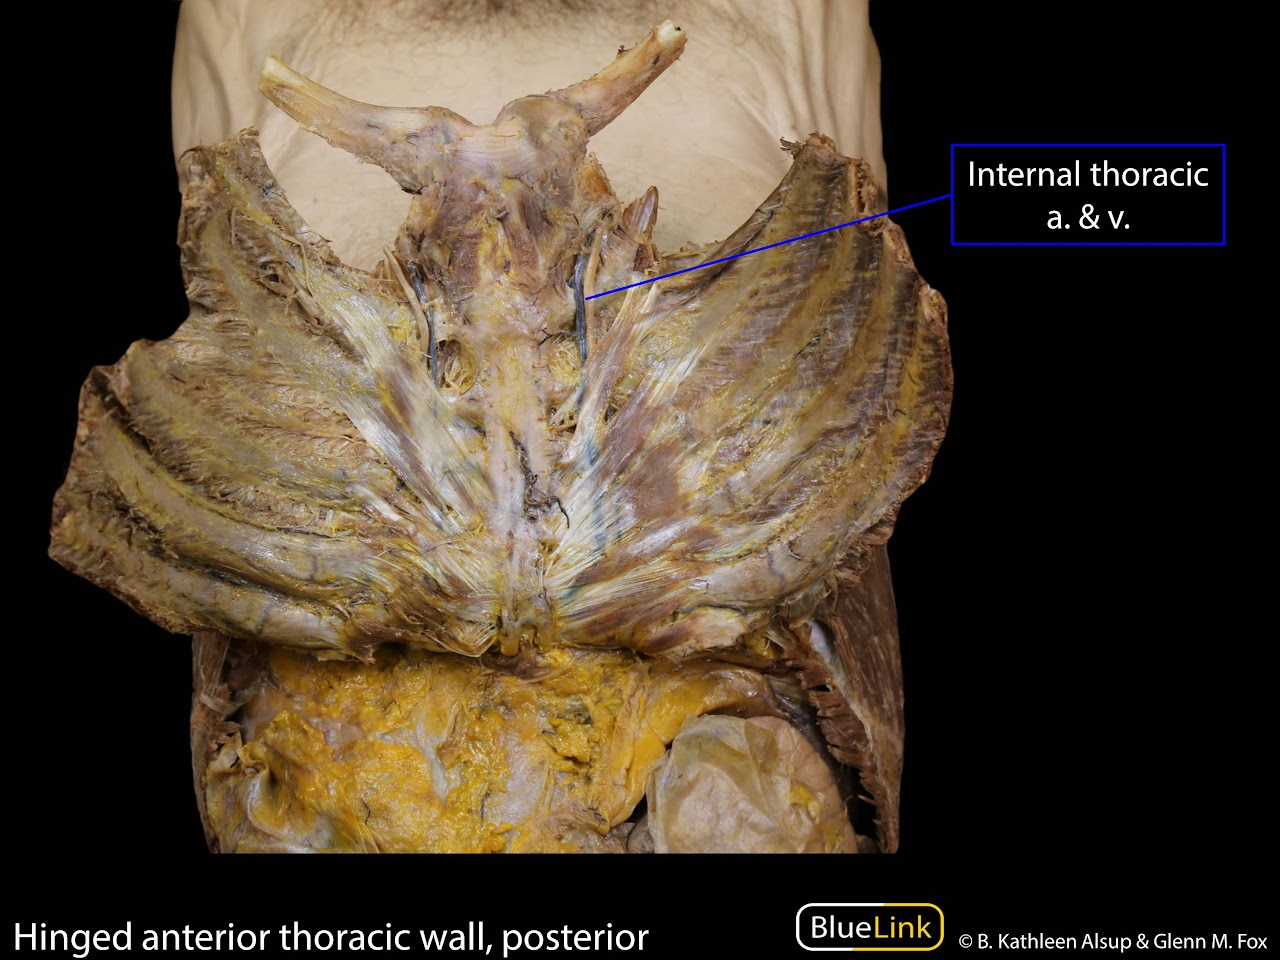 Internal thoracic
a. & v.
Hinged anterior thoracic wall, posterior
BlueLink
© B. Kathleen Alsup & Glenn M. Fox